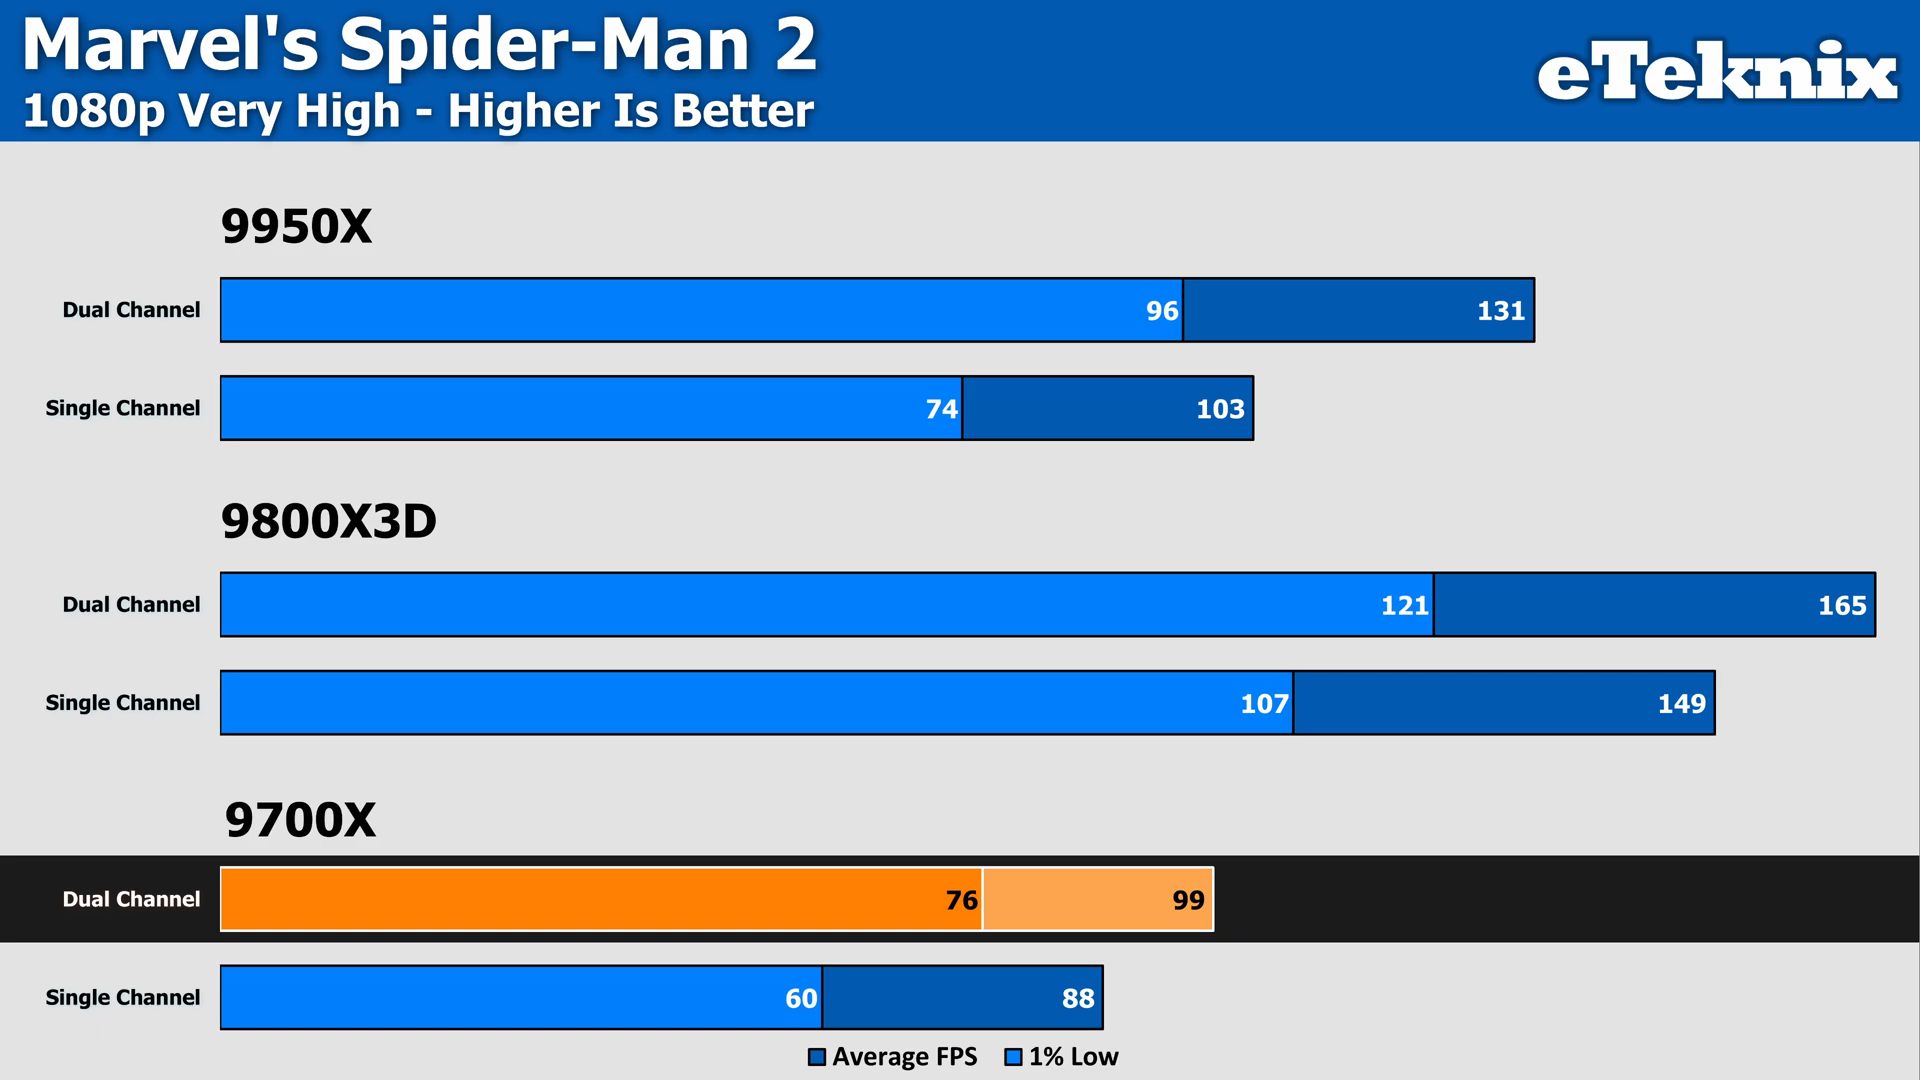 Marvel's Spider-Man 2
1080p Very High - Higher Is Better
eTeknix
9950X
Dual Channel 96 131
Single Channel 74 103
9800X3D
Dual Channel 121 165
Single Channel 107 149
9700X
Dual Channel 76 99
Single Channel 60 88
Average FPS 1% Low